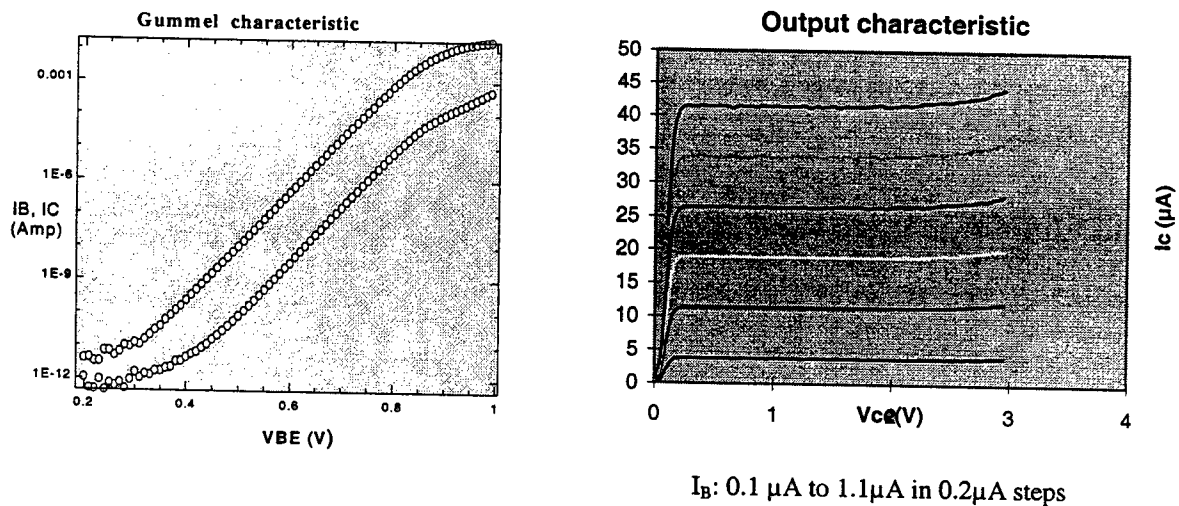 Gummel characteristic
0.001
1E-6
IB, IC
(Amp)
1E-9
1E-12
0.2
0.4
0.6
0.8
1
VBE (V)
Output characteristic
50
45
40
35
30
25
20
15
10
5
0
0
1
Vce(V)
3
4
Ic (µA)
IB: 0.1 µA to 1.1µA in 0.2µA steps